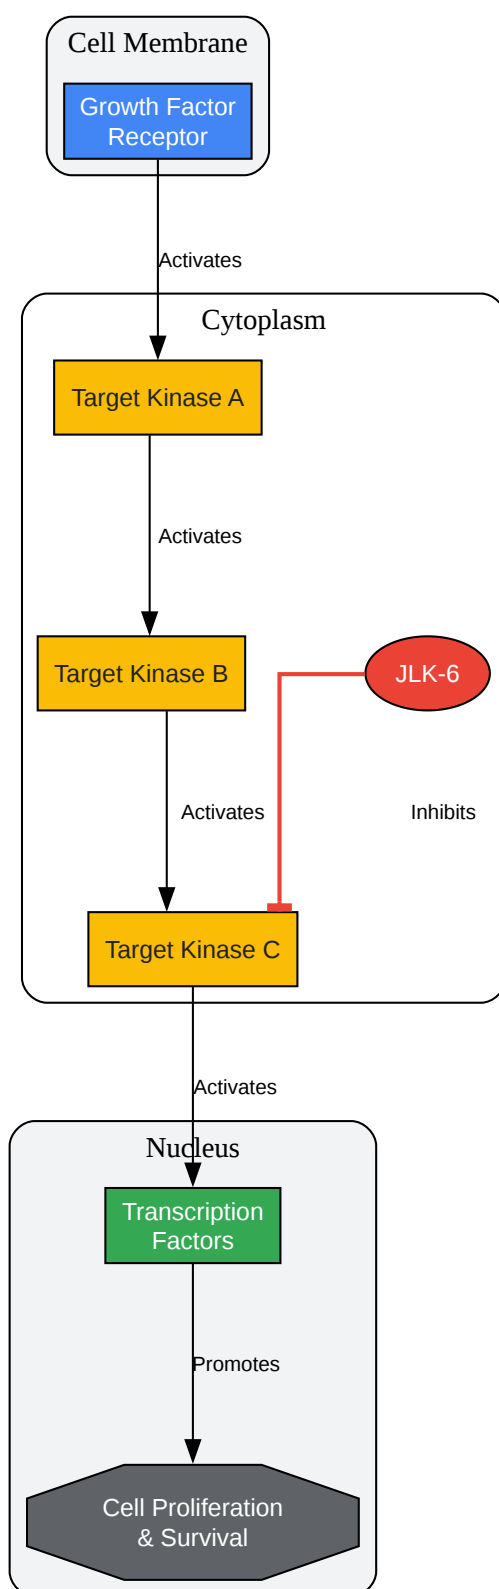 Cell Membrane
Growth Factor
Receptor
Activates
Cytoplasm
Target Kinase A
Activates
Target Kinase B
JLK-6
Activates
Inhibits
Target Kinase C
Activates
Nucleus
Transcription
Factors
Promotes
Cell Proliferation
& Survival